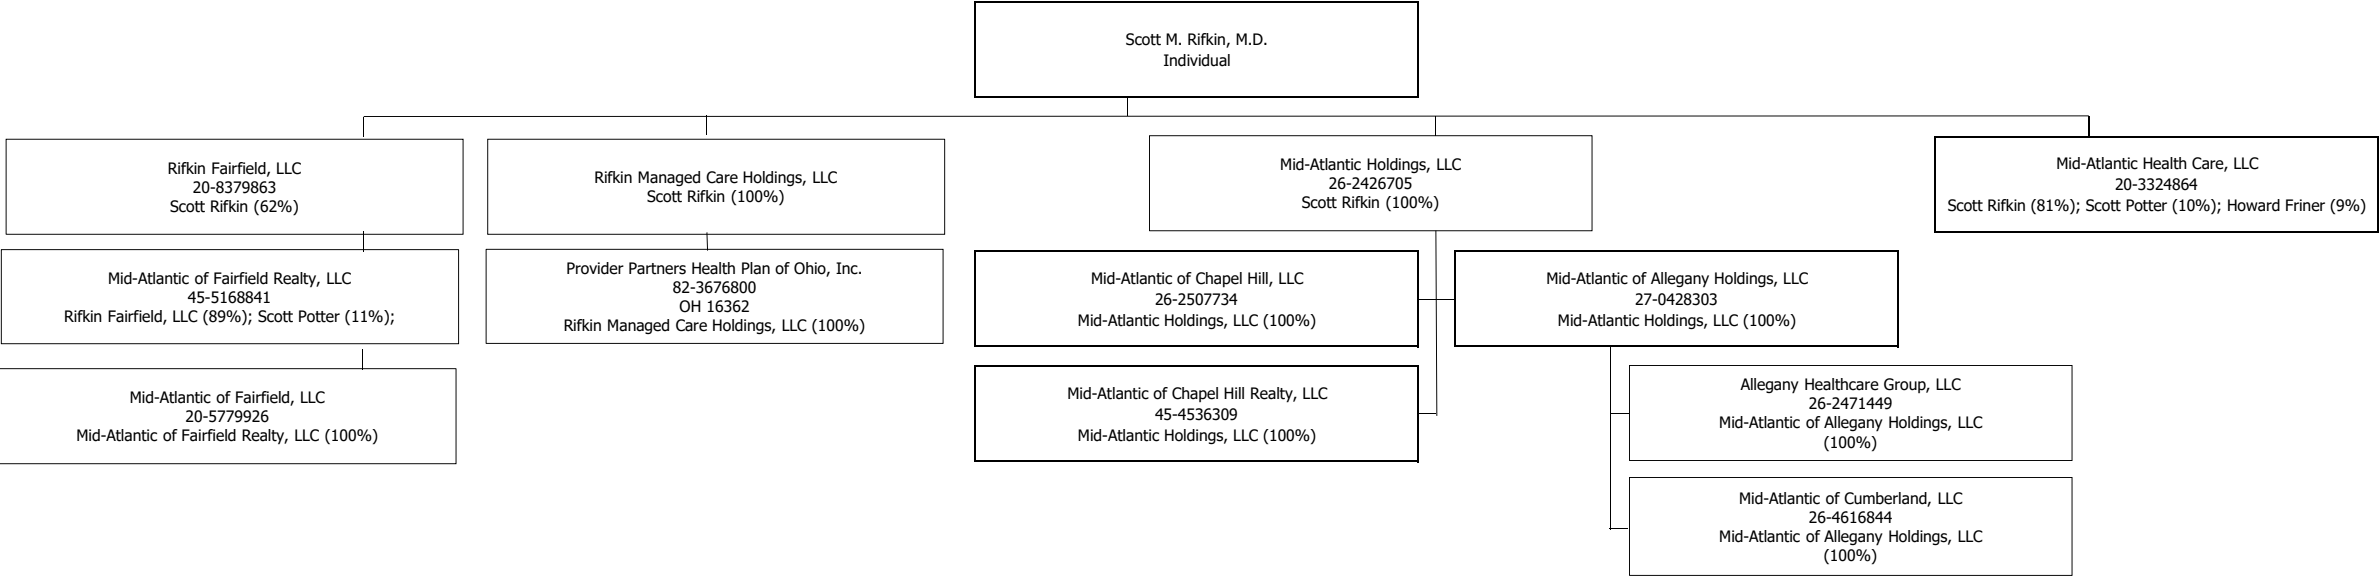 Scott M. Rifkin, M.D.
Individual
Rifkin Fairfield, LLC
20-8379863
Scott Rifkin (62%)
Rifkin Managed Care Holdings, LLC
Scott Rifkin (100%)
Mid-Atlantic Holdings, LLC
26-2426705
Scott Rifkin (100%)
Mid-Atlantic Health Care, LLC
20-3324864
Scott Rifkin (81%); Scott Potter (10%); Howard Friner (9%)
Mid-Atlantic of Fairfield Realty, LLC
45-5168841
Rifkin Fairfield, LLC (89%); Scott Potter (11%);
Provider Partners Health Plan of Ohio, Inc.
82-3676800
OH 16362
Rifkin Managed Care Holdings, LLC (100%)
Mid-Atlantic of Chapel Hill, LLC
26-2507734
Mid-Atlantic Holdings, LLC (100%)
Mid-Atlantic of Allegany Holdings, LLC
27-0428303
Mid-Atlantic Holdings, LLC (100%)
Mid-Atlantic of Fairfield, LLC
20-5779926
Mid-Atlantic of Fairfield Realty, LLC (100%)
Mid-Atlantic of Chapel Hill Realty, LLC
45-4536309
Mid-Atlantic Holdings, LLC (100%)
Allegany Healthcare Group, LLC
26-2471449
Mid-Atlantic of Allegany Holdings, LLC
(100%)
Mid-Atlantic of Cumberland, LLC
26-4616844
Mid-Atlantic of Allegany Holdings, LLC
(100%)